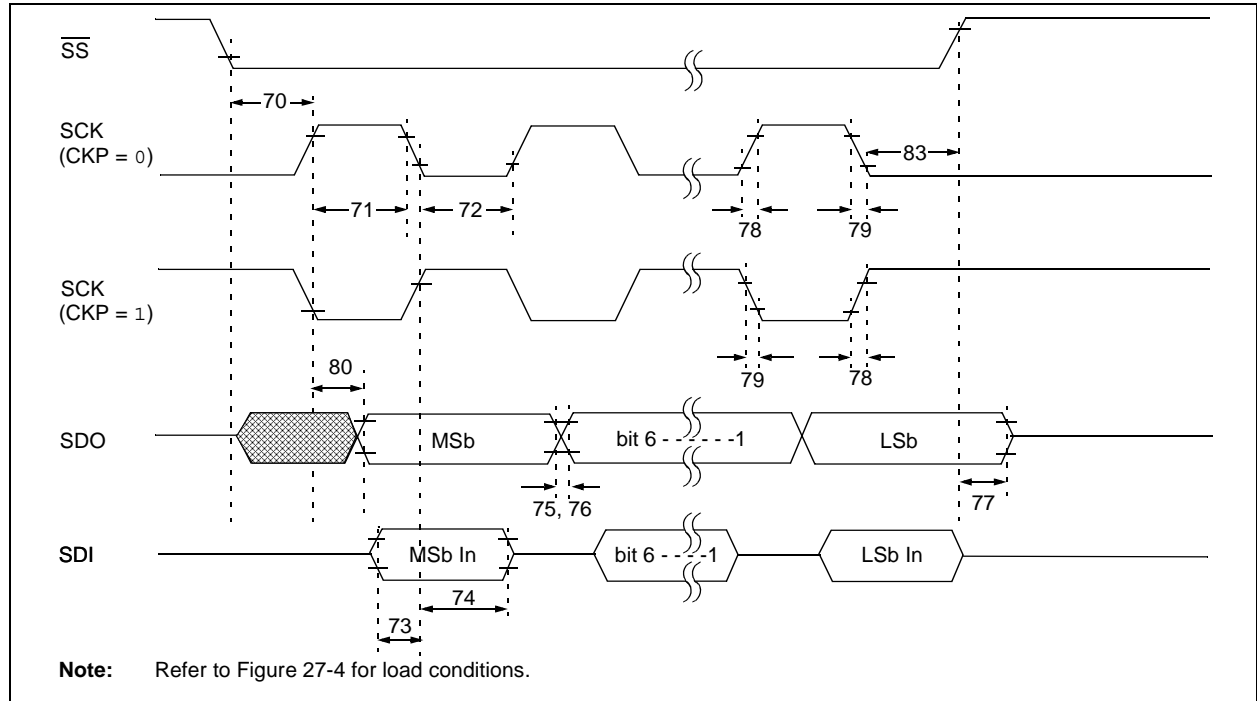 SS
70
SCK
(CKP = 0)
83
71
72
78
79
SCK
(CKP = 1)
80
79
78
SDO
MSb
bit 6 - - - - - -1
LSb
75, 76
77
SDI
MSb In
bit 6 - - - -1
LSb In
74
73
Note: Refer to Figure 27-4 for load conditions.